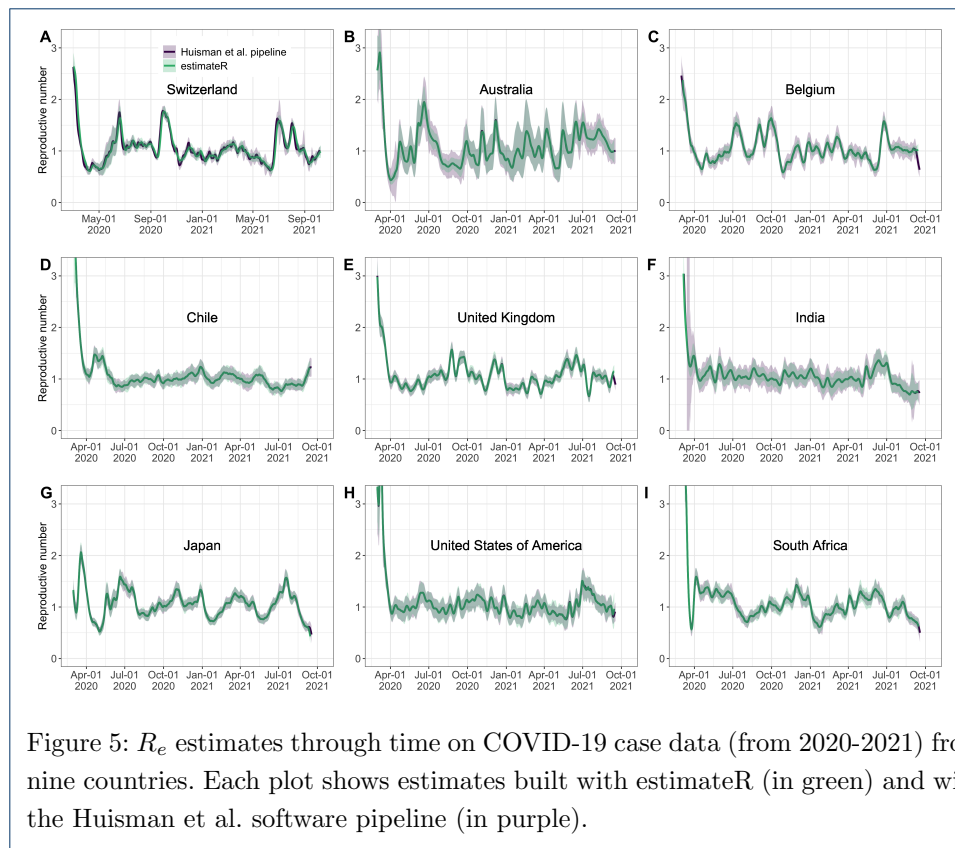 A
Huisman et al. pipeline
estimateR
Switzerland
Reproductive number
3
2
1
0
May-01 Sep-01 Jan-01 May-01 Sep-01
2020 2020 2021 2021 2021
B
Australia
3
2
1
0
Apr-01 Jul-01 Oct-01 Jan-01 Apr-01 Jul-01 Oct-01
2020 2020 2020 2021 2021 2021 2021
C
Belgium
3
2
1
0
Apr-01 Jul-01 Oct-01 Jan-01 Apr-01 Jul-01 Oct-01
2020 2020 2020 2021 2021 2021 2021
D
Chile
Reproductive number
3
2
1
0
Apr-01 Jul-01 Oct-01 Jan-01 Apr-01 Jul-01 Oct-01
2020 2020 2020 2021 2021 2021 2021
E
United Kingdom
3
2
1
0
Apr-01 Jul-01 Oct-01 Jan-01 Apr-01 Jul-01 Oct-01
2020 2020 2020 2021 2021 2021 2021
F
India
3
2
1
0
Apr-01 Jul-01 Oct-01 Jan-01 Apr-01 Jul-01 Oct-01
2020 2020 2020 2021 2021 2021 2021
G
Japan
Reproductive number
3
2
1
0
Apr-01 Jul-01 Oct-01 Jan-01 Apr-01 Jul-01 Oct-01
2020 2020 2020 2021 2021 2021 2021
H
United States of America
3
2
1
0
Apr-01 Jul-01 Oct-01 Jan-01 Apr-01 Jul-01 Oct-01
2020 2020 2020 2021 2021 2021 2021
I
South Africa
3
2
1
0
Apr-01 Jul-01 Oct-01 Jan-01 Apr-01 Jul-01 Oct-01
2020 2020 2020 2021 2021 2021 2021
Figure 5: Re estimates through time on COVID-19 case data (from 2020-2021) fro
nine countries. Each plot shows estimates built with estimateR (in green) and wi
the Huisman et al. software pipeline (in purple).